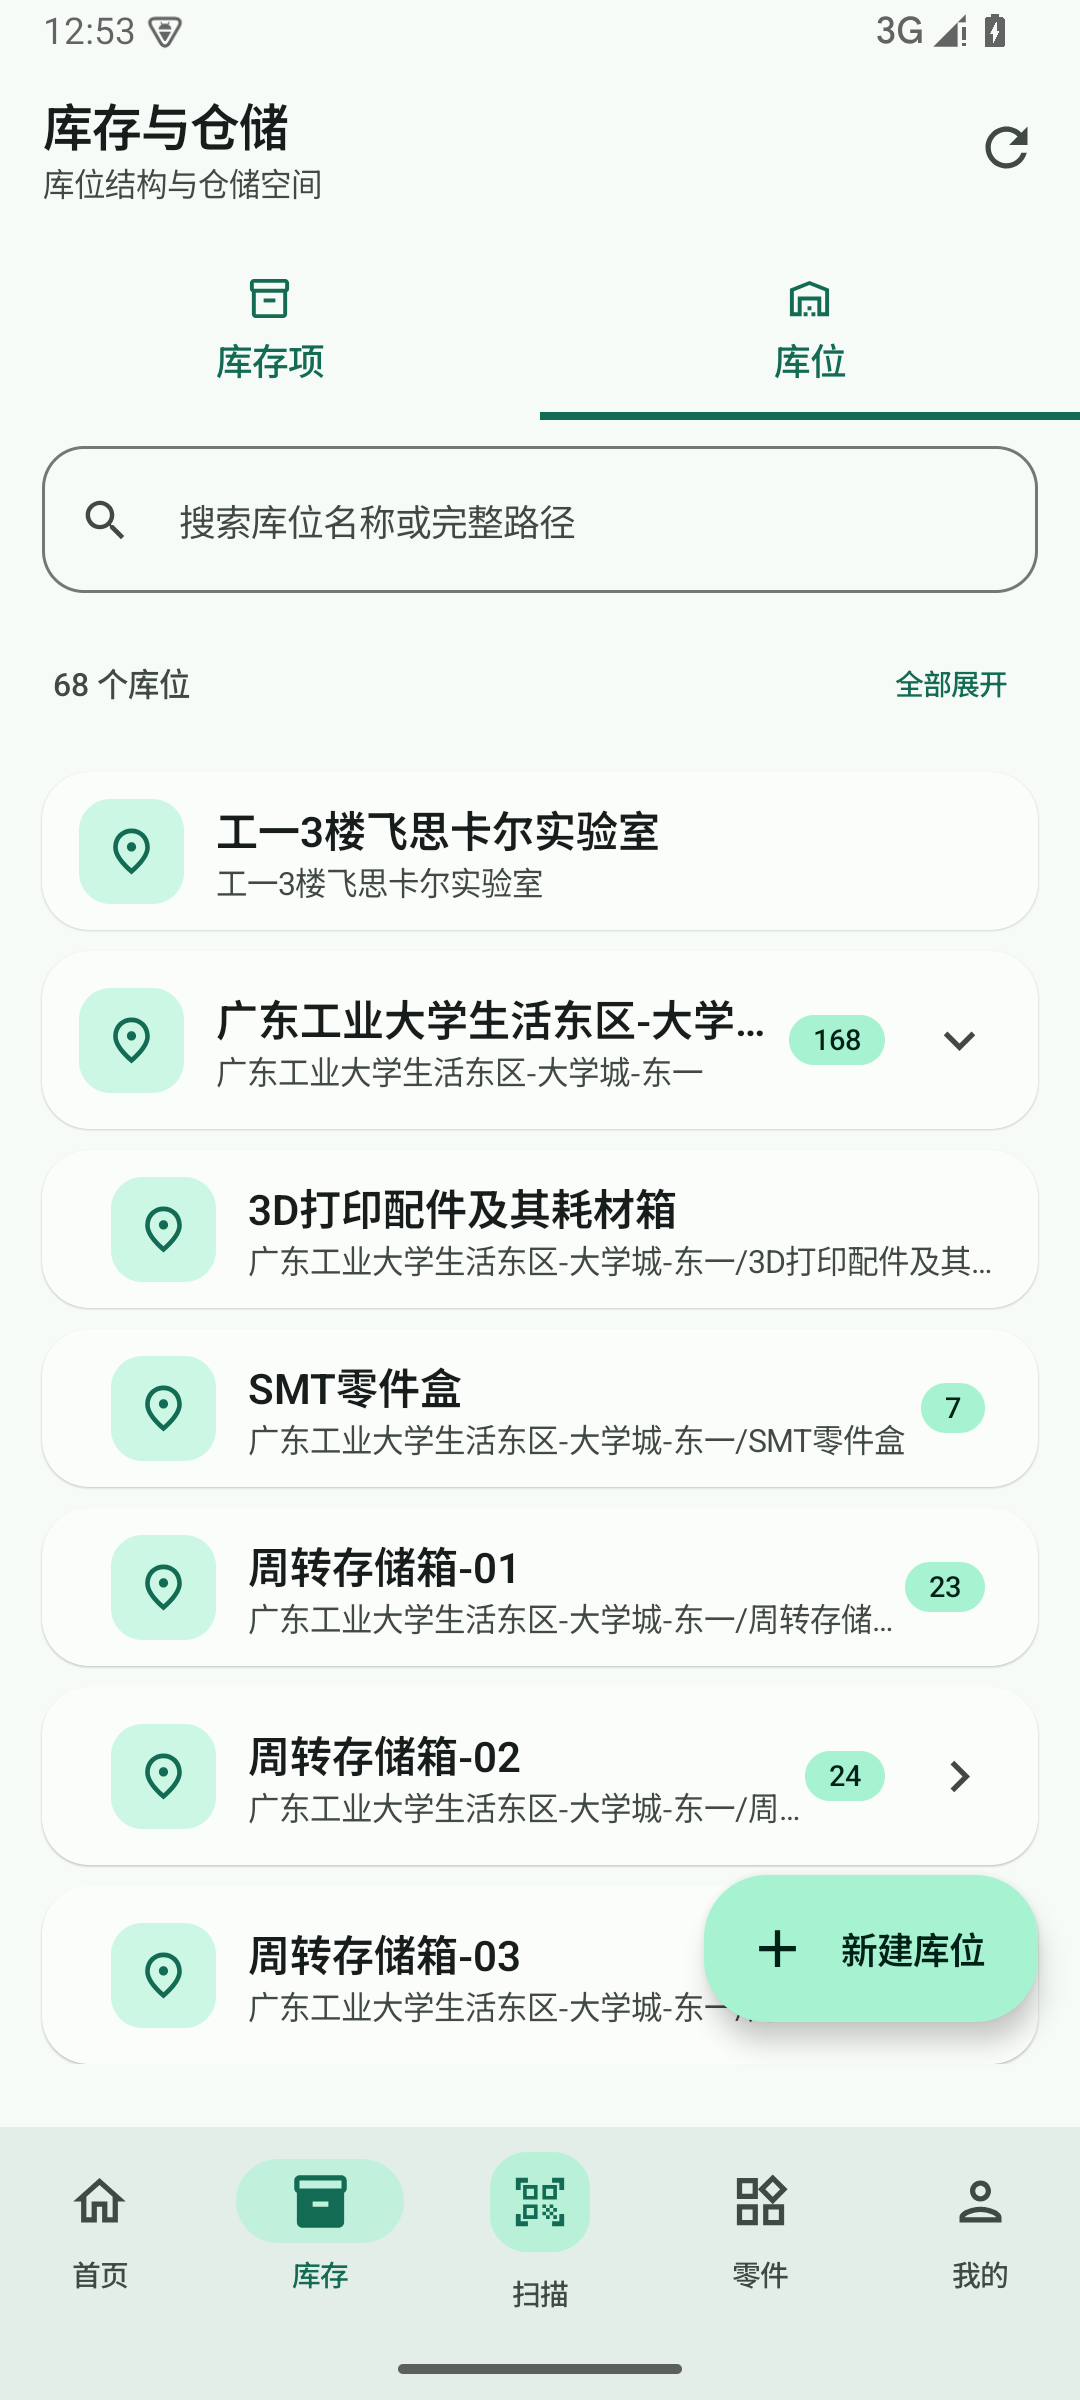 12:53
3G
库存与仓储
库位结构与仓储空间
库存项
库位
搜索库位名称或完整路径
68 个库位
全部展开
工一3楼飞思卡尔实验室
工一3楼飞思卡尔实验室
广东工业大学生活东区-大学...
168
广东工业大学生活东区-大学城-东一
3D打印配件及其耗材箱
广东工业大学生活东区-大学城-东一/3D打印配件及其...
SMT零件盒
7
广东工业大学生活东区-大学城-东一/SMT零件盒
周转存储箱-01
23
广东工业大学生活东区-大学城-东一/周转存储...
周转存储箱-02
24
广东工业大学生活东区-大学城-东一/周...
周转存储箱-03
广东工业大学生活东区-大学城-东一/
新建库位
首页
库存
扫描
零件
我的